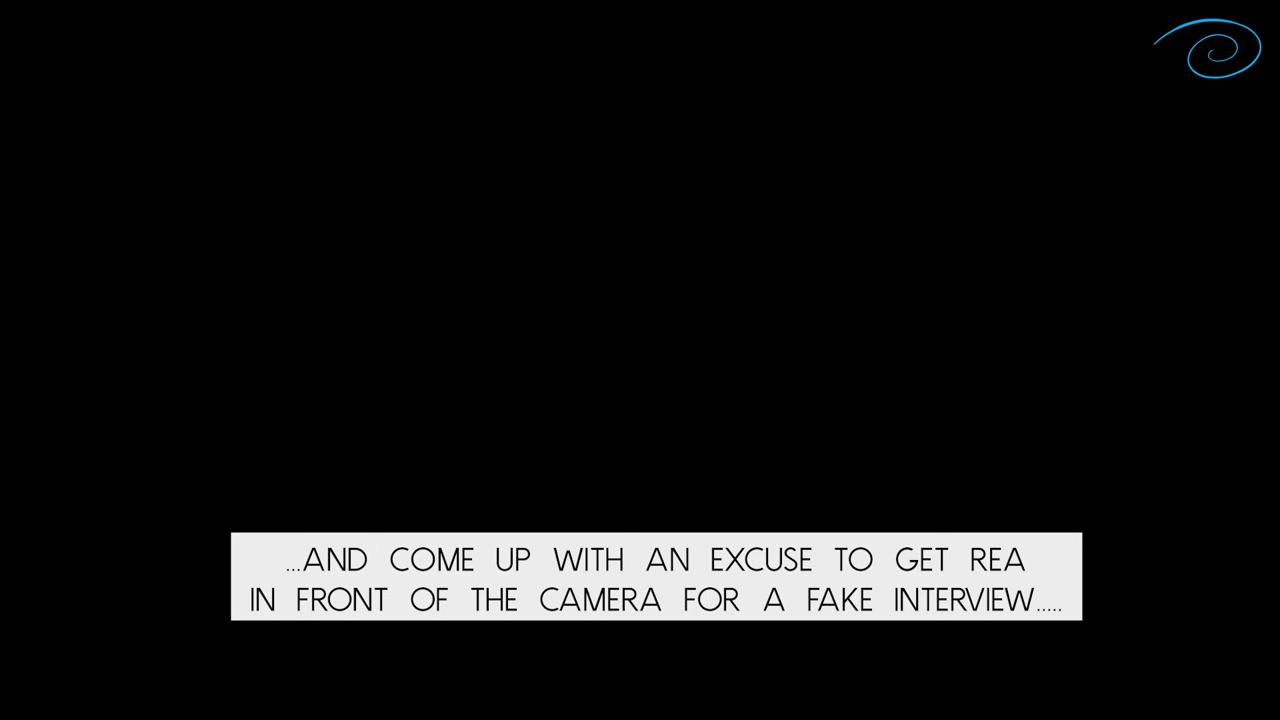 ...AND COME UP WITH AN EXCUSE TO GET REA
IN FRONT OF THE CAMERA FOR A FAKE INTERVIEW.....